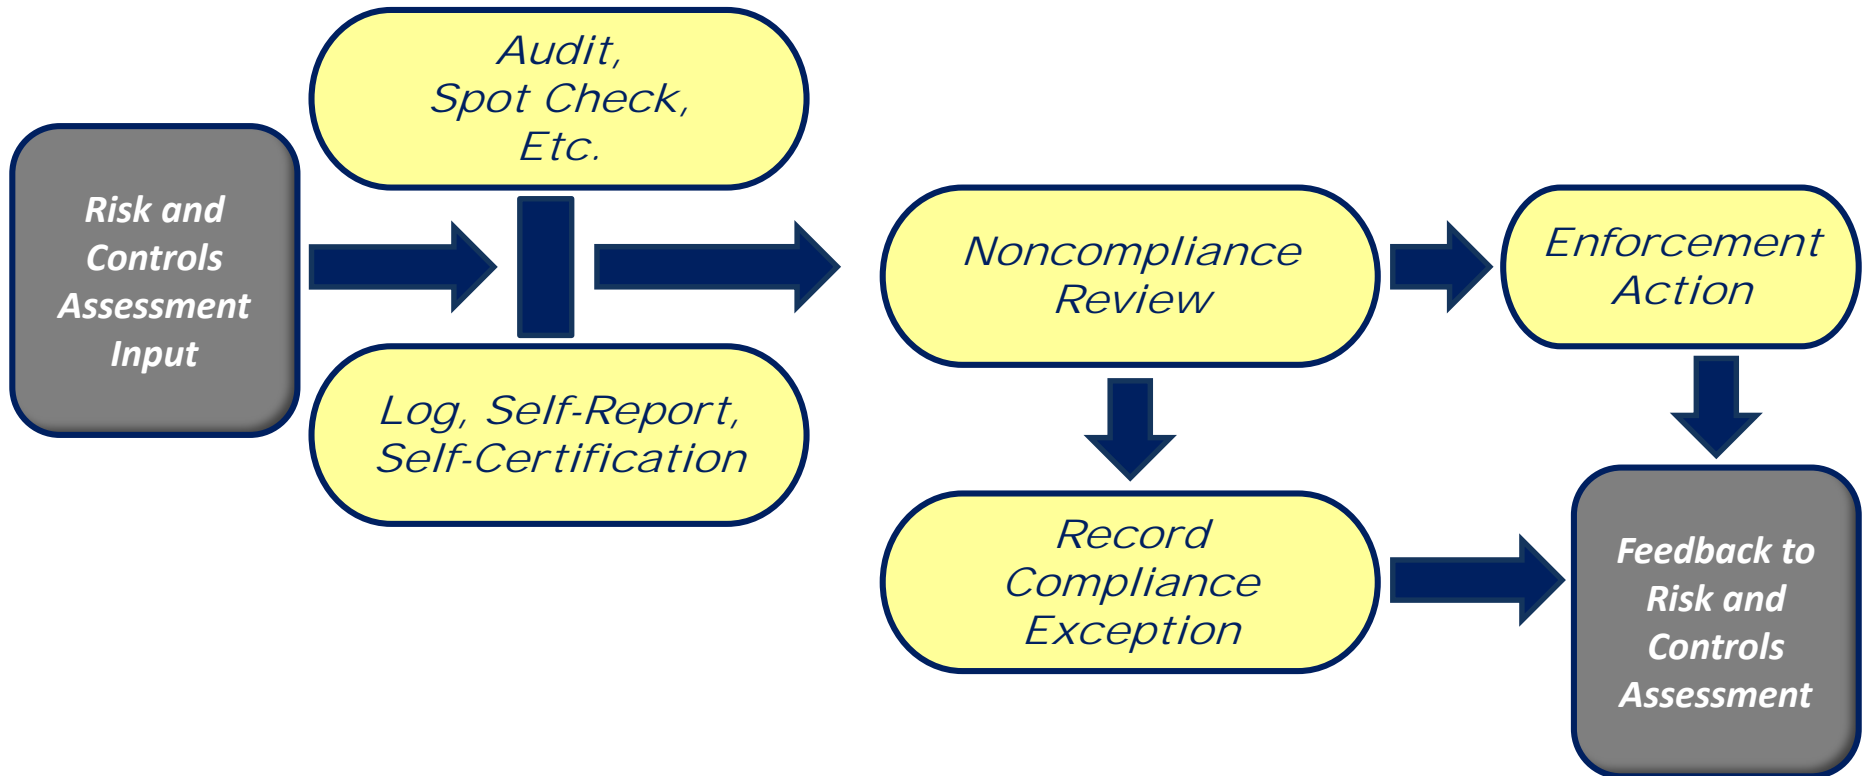 Risk and
Controls
Assessment
Input
Audit,
Spot Check,
Etc.
Log, Self-Report,
Self-Certification
Noncompliance
Review
Enforcement
Action
Record
Compliance
Exception
Feedback to
Risk and
Controls
Assessment